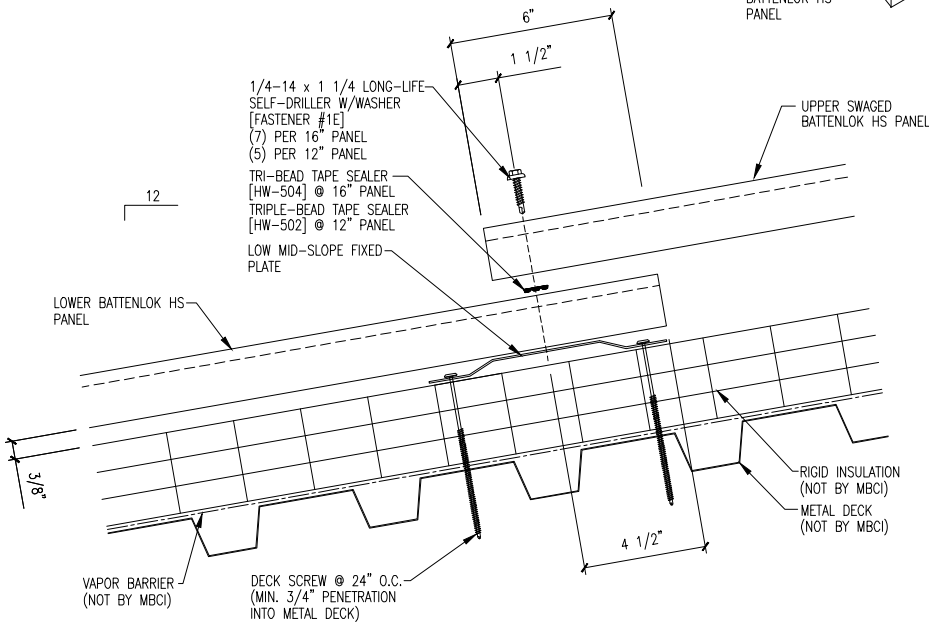 BATTENLOK HS
PANEL
6"
1 1/2"
1/4-14 x 1 1/4 LONG-LIFE
SELF-DRILLER W/WASHER
[FASTENER #1E]
(7) PER 16" PANEL
(5) PER 12" PANEL
TRI-BEAD TAPE SEALER
[HW-504] @ 16" PANEL
TRIPLE-BEAD TAPE SEALER
[HW-502] @ 12" PANEL
LOW MID-SLOPE FIXED
PLATE
UPPER SWAGED
BATTENLOK HS PANEL
12
LOWER BATTENLOK HS
PANEL
3/8"
RIGID INSULATION
(NOT BY MBCI)
METAL DECK
(NOT BY MBCI)
4 1/2"
VAPOR BARRIER
(NOT BY MBCI)
DECK SCREW @ 24" O.C.
(MIN. 3/4" PENETRATION
INTO METAL DECK)